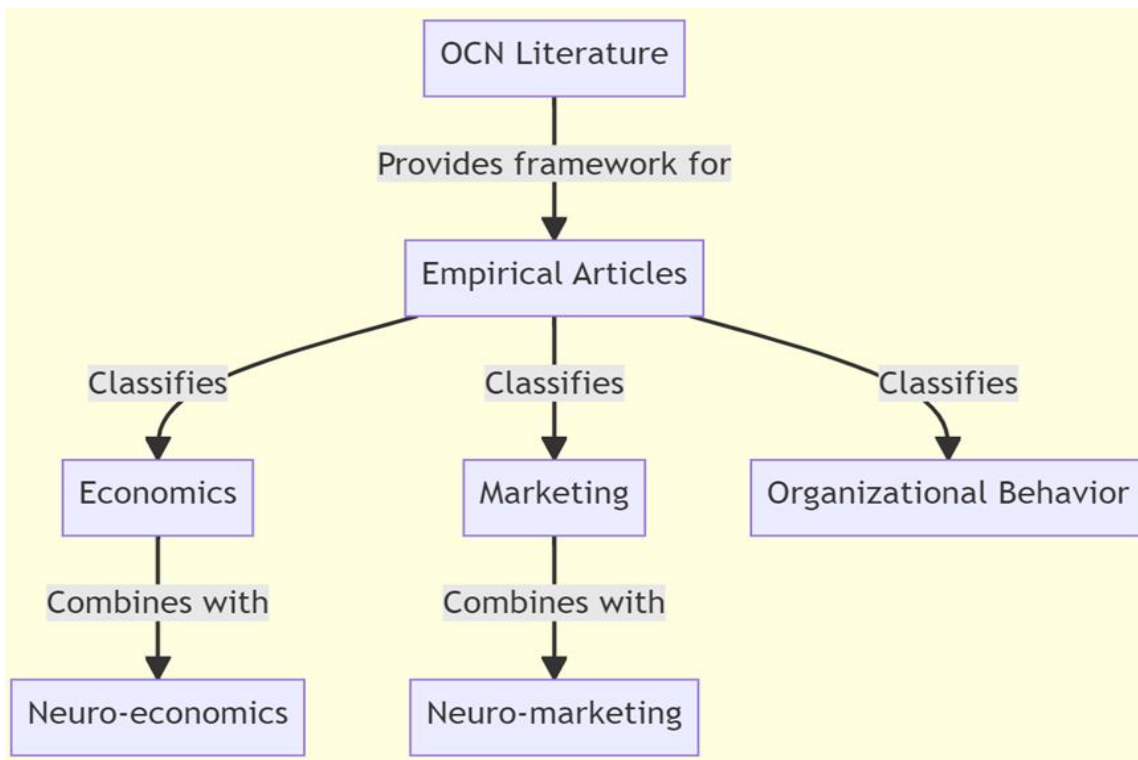 OCN Literature
Provides framework for
Empirical Articles
Classifies
Classifies
Classifies
Economics
Marketing
Organizational Behavior
Combines with
Combines with
Neuro-economics
Neuro-marketing